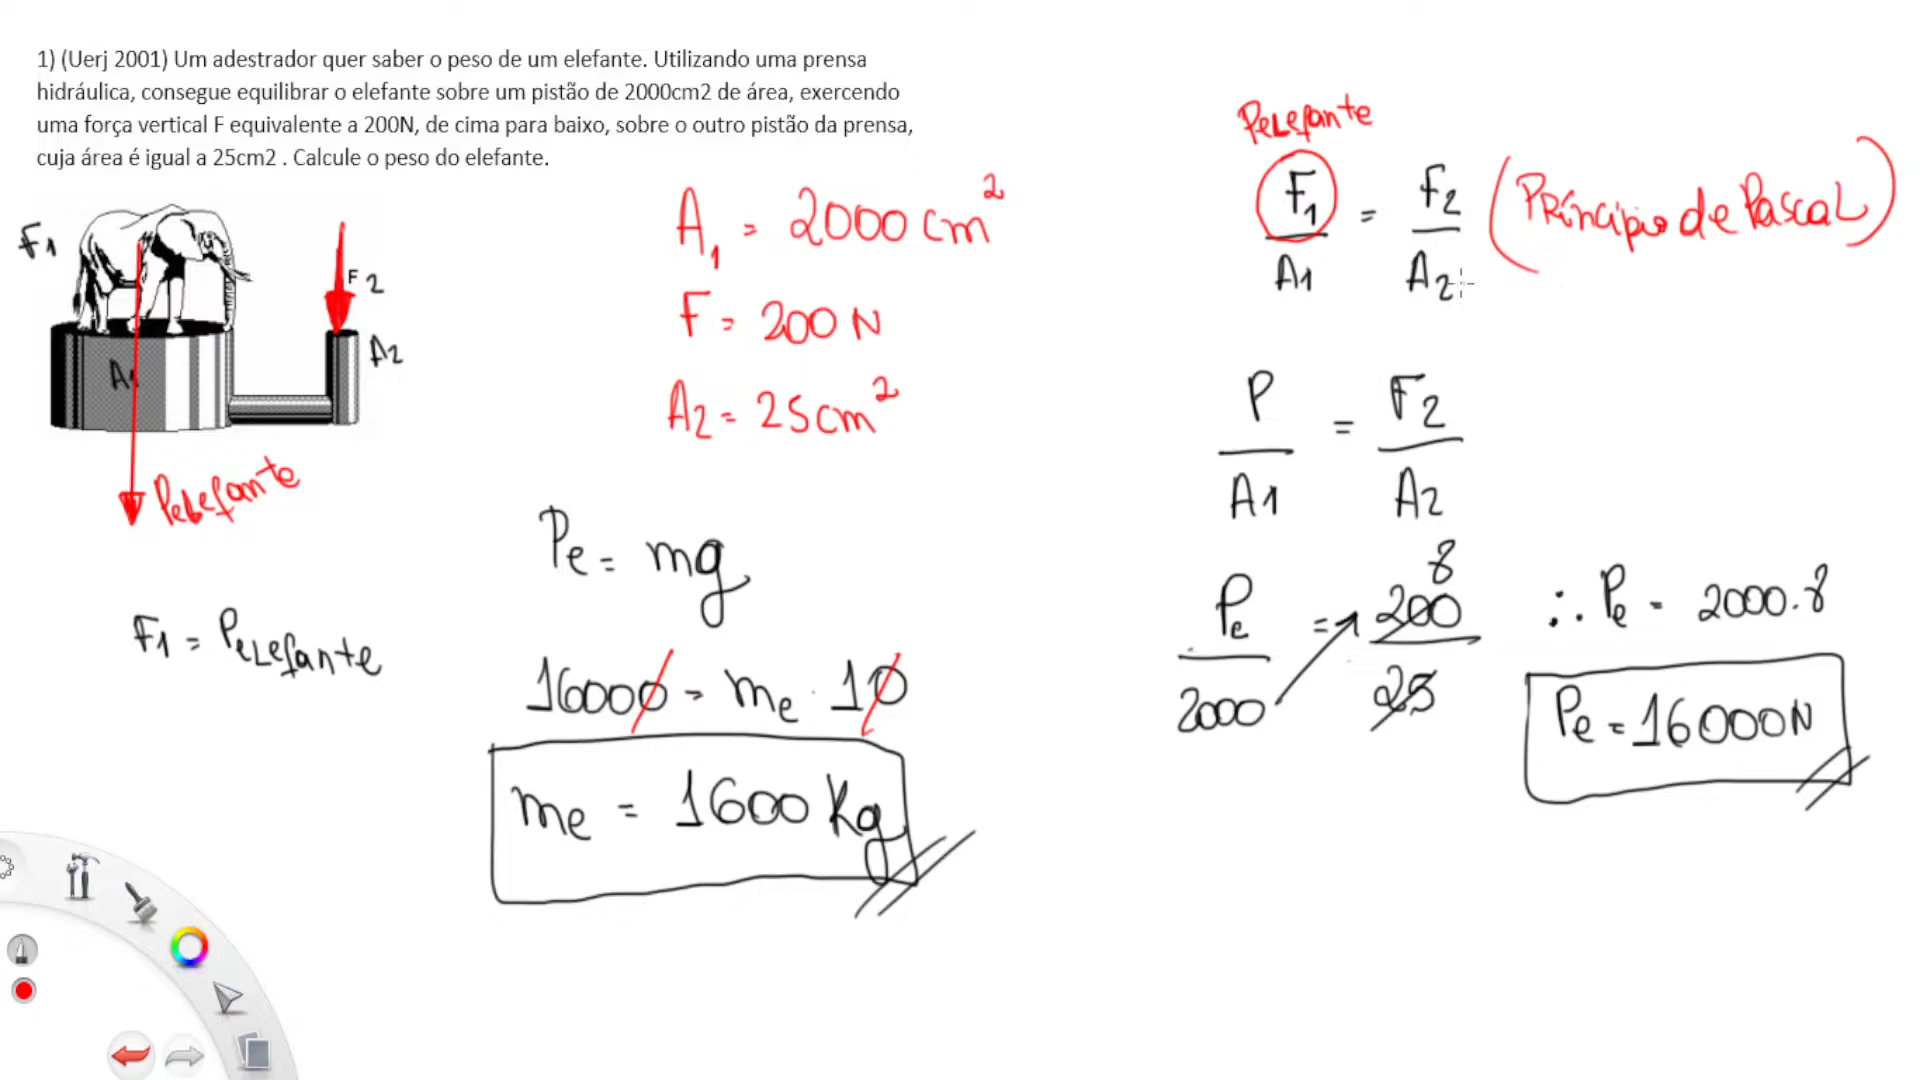 1) (Uerj 2001) Um adestrador quer saber o peso de um elefante. Utilizando uma prensa
hidráulica, consegue equilibrar o elefante sobre um pistão de 2000cm2 de área, exercendo
uma força vertical F equivalente a 200N, de cima para baixo, sobre o outro pistão da prensa,
cuja área é igual a 25cm2 . Calcule o peso do elefante.
F1
F2
A1
A2
Pelefante
F1 = Pelefante
A1 = 2000 cm²
F = 200 N
A2 = 25 cm²
Pe = mg
16000 = me . 10
me = 1600 Kg
Pelefante
F1/A1 = F2/A2 (Princípio de Pascal)
P/A1 = F2/A2
8
Pe/2000 = 200/25 ∴ Pe = 2000.8
Pe = 16000N